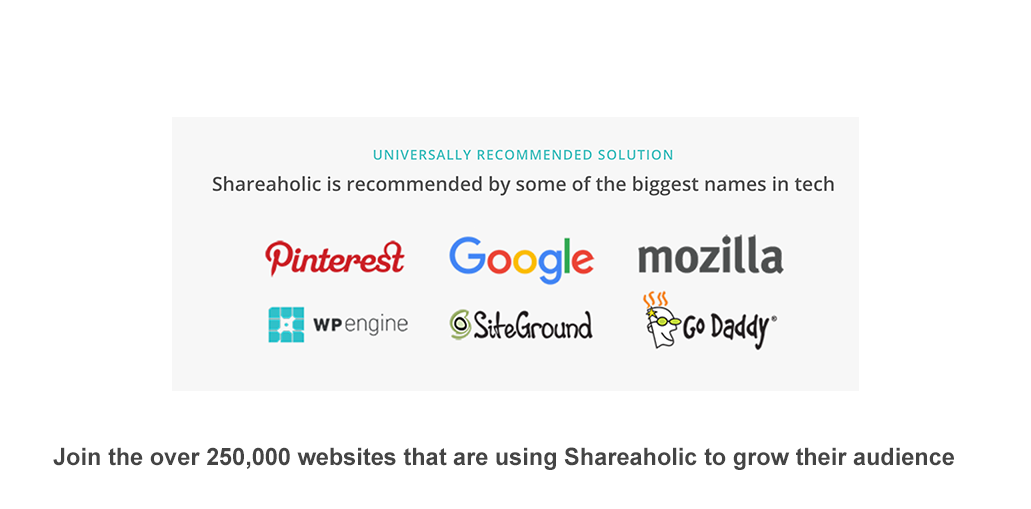 UNIVERSALLY RECOMMENDED SOLUTION
Shareaholic is recommended by some of the biggest names in tech
Pinterest Google mozilla
WP engine SiteGround Go Daddy®
Join the over 250,000 websites that are using Shareaholic to grow their audience